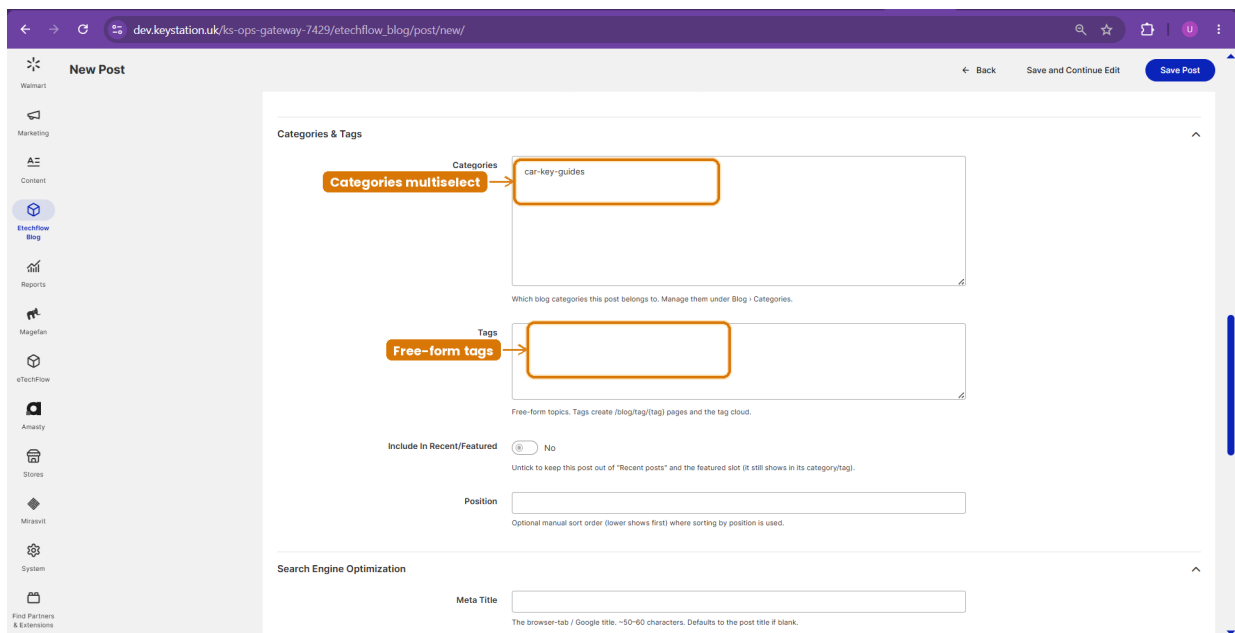 dev.keystation.uk/ks-ops-gateway-7429/etechflow_blog/post/new/
U
New Post
← Back
Save and Continue Edit
Save Post
Walmart
Marketing
Content
Etechflow
Blog
Reports
Magefan
eTechFlow
Amasty
Stores
Mirasvit
System
Find Partners
& Extensions
Categories & Tags
Categories
Categories multiselect
car-key-guides
Which blog categories this post belongs to. Manage them under Blog › Categories.
Tags
Free-form tags
Free-form topics. Tags create /blog/tag/{tag} pages and the tag cloud.
Include In Recent/Featured
No
Untick to keep this post out of "Recent posts" and the featured slot (it still shows in its category/tag).
Position
Optional manual sort order (lower shows first) where sorting by position is used.
Search Engine Optimization
Meta Title
The browser-tab / Google title. ~50-60 characters. Defaults to the post title if blank.